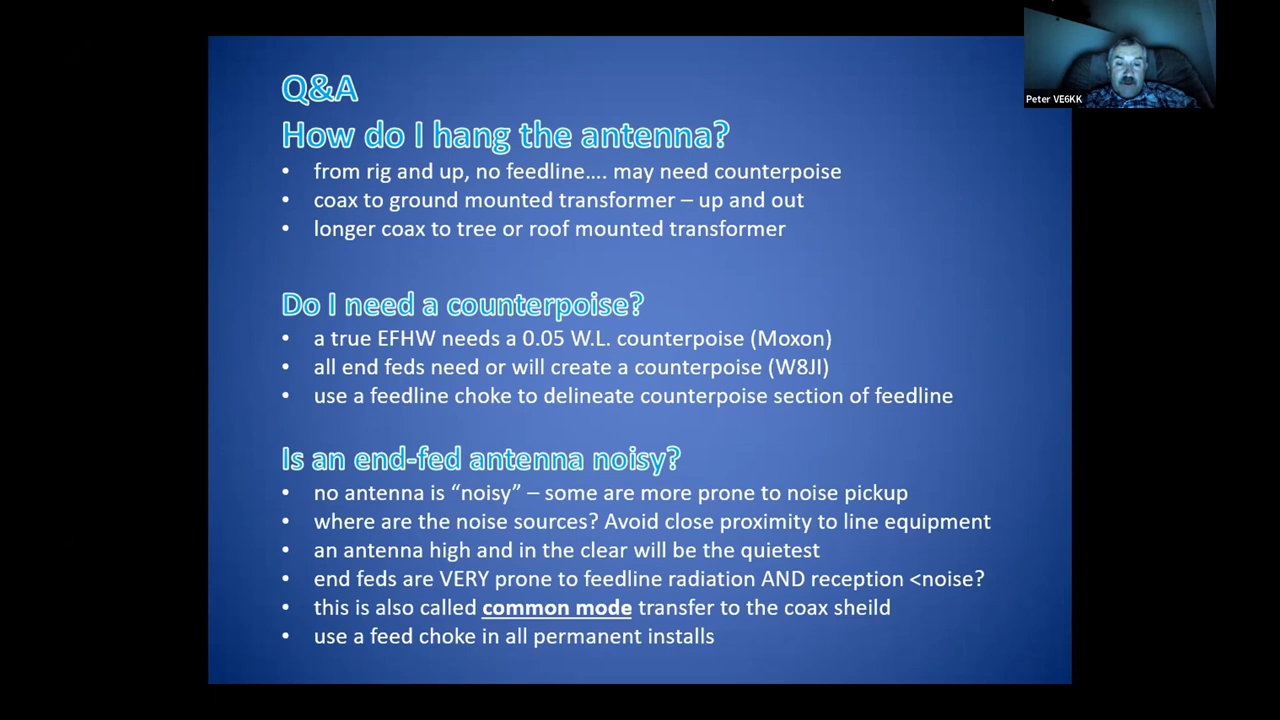 Q&A
How do I hang the antenna?
• from rig and up, no feedline…. may need counterpoise
• coax to ground mounted transformer – up and out
• longer coax to tree or roof mounted transformer
Do I need a counterpoise?
• a true EFHW needs a 0.05 W.L. counterpoise (Moxon)
• all end feds need or will create a counterpoise (W8JI)
• use a feedline choke to delineate counterpoise section of feedline
Is an end-fed antenna noisy?
• no antenna is “noisy” – some are more prone to noise pickup
• where are the noise sources? Avoid close proximity to line equipment
• an antenna high and in the clear will be the quietest
• end feds are VERY prone to feedline radiation AND reception <noise?
• this is also called common mode transfer to the coax sheild
• use a feed choke in all permanent installs
Peter VE6KK